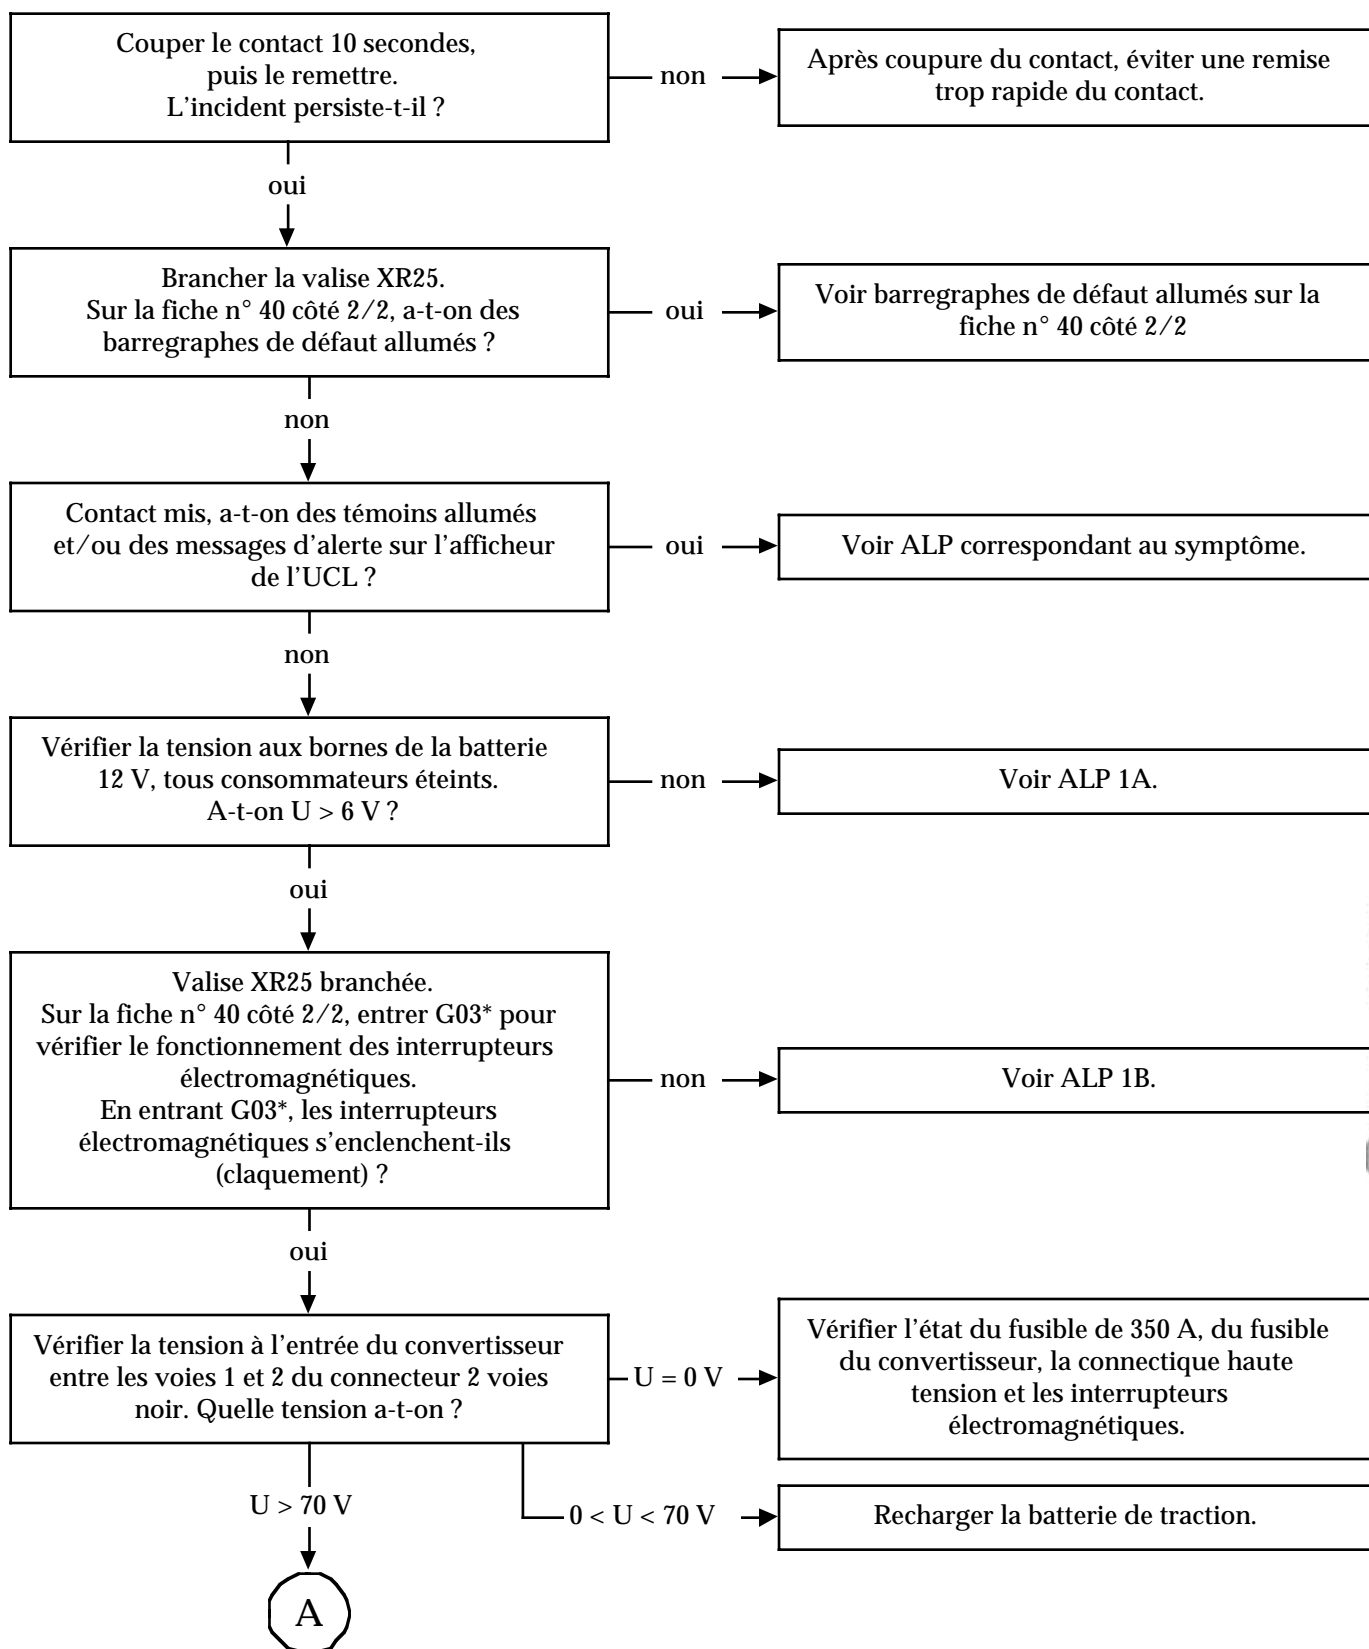 Couper le contact 10 secondes,
puis le remettre.
L'incident persiste-t-il ?
non
Après coupure du contact, éviter une remise
trop rapide du contact.
oui
Brancher la valise XR25.
Sur la fiche n° 40 côté 2/2, a-t-on des
barregraphes de défaut allumés ?
oui
Voir barregraphes de défaut allumés sur la
fiche n° 40 côté 2/2
non
Contact mis, a-t-on des témoins allumés
et/ou des messages d'alerte sur l'afficheur
de l'UCL ?
oui
Voir ALP correspondant au symptôme.
non
Vérifier la tension aux bornes de la batterie
12 V, tous consommateurs éteints.
A-t-on U > 6 V ?
non
Voir ALP 1A.
oui
Valise XR25 branchée.
Sur la fiche n° 40 côté 2/2, entrer G03* pour
vérifier le fonctionnement des interrupteurs
électromagnétiques.
En entrant G03*, les interrupteurs
électromagnétiques s'enclenchent-ils
(claquement) ?
non
Voir ALP 1B.
oui
Vérifier la tension à l'entrée du convertisseur
entre les voies 1 et 2 du connecteur 2 voies
noir. Quelle tension a-t-on ?
U = 0 V
Vérifier l'état du fusible de 350 A, du fusible
du convertisseur, la connectique haute
tension et les interrupteurs
électromagnétiques.
U > 70 V
0 < U < 70 V
Recharger la batterie de traction.
A